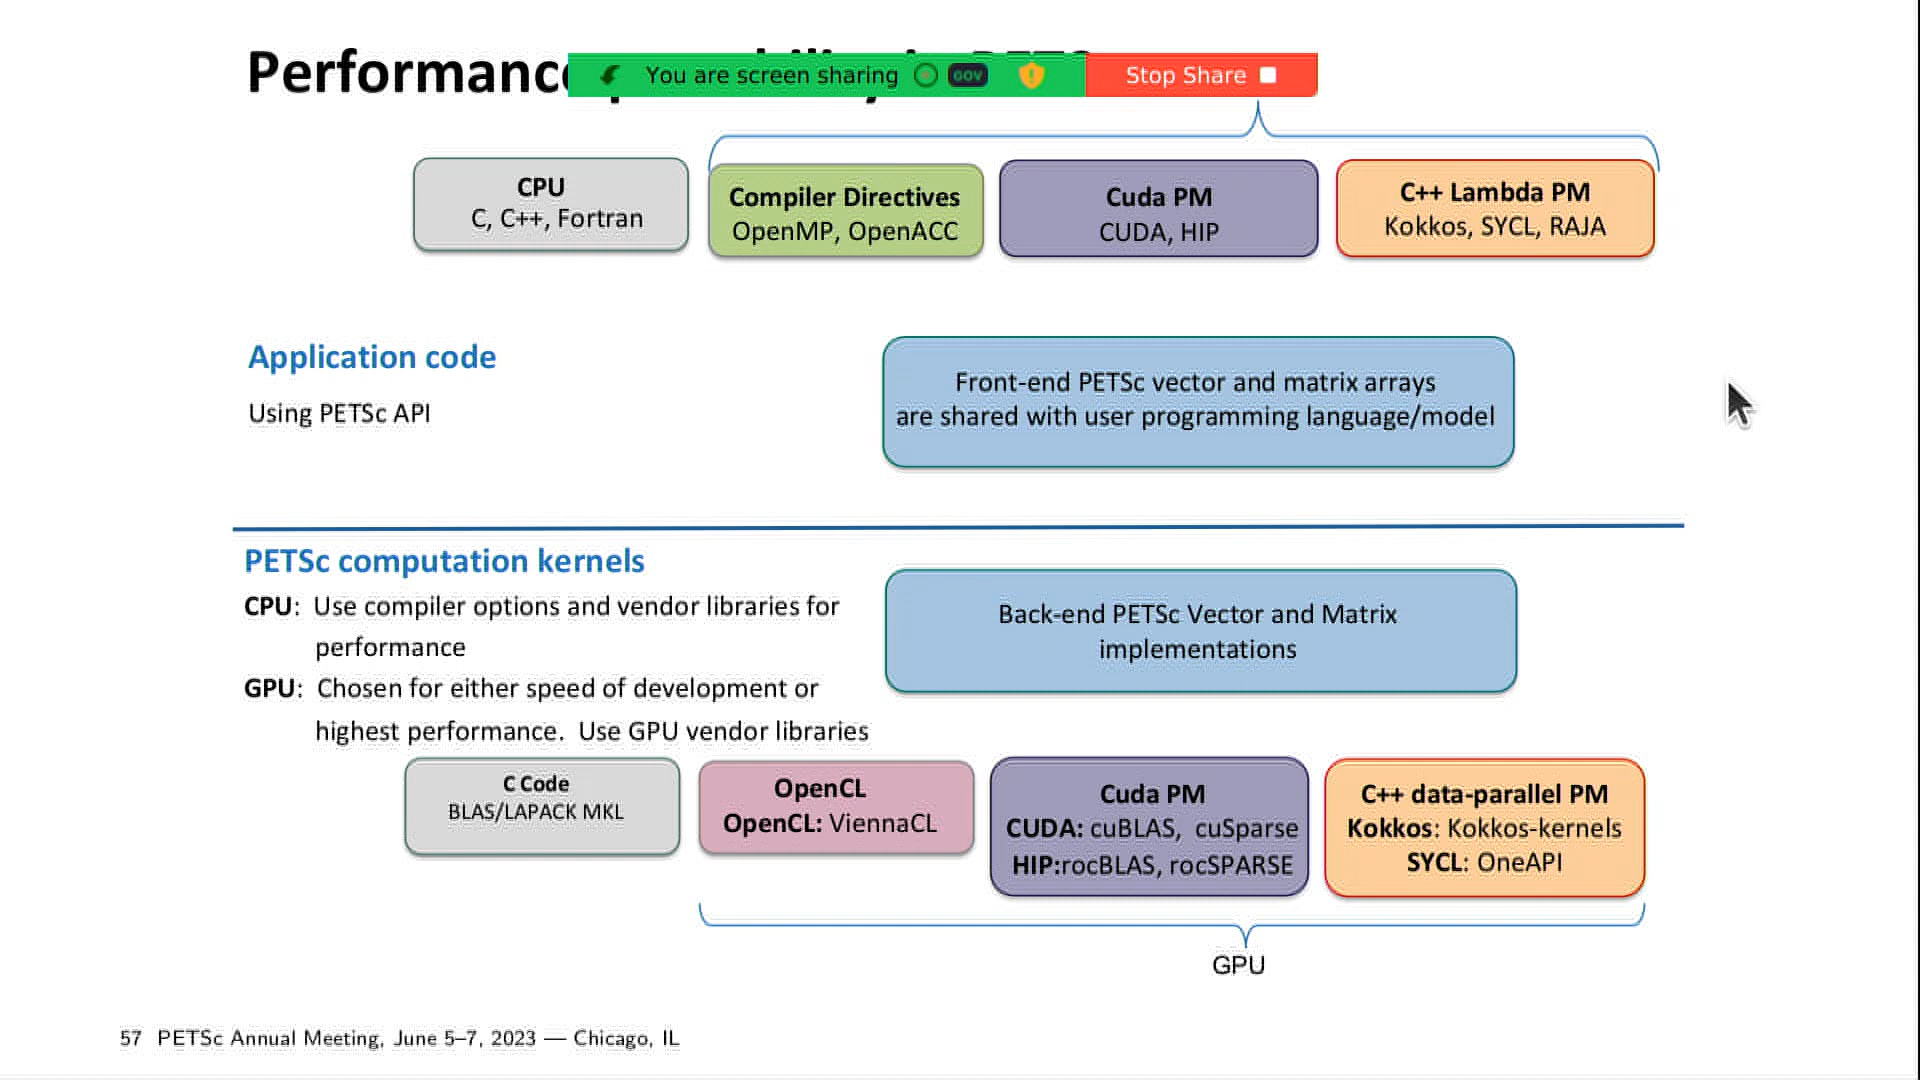 Performance
You are screen sharing GOV Stop Share
CPU
C, C++, Fortran
Compiler Directives
OpenMP, OpenACC
Cuda PM
CUDA, HIP
C++ Lambda PM
Kokkos, SYCL, RAJA
Application code
Using PETSc API
Front-end PETSc vector and matrix arrays
are shared with user programming language/model
PETSc computation kernels
CPU: Use compiler options and vendor libraries for
performance
GPU: Chosen for either speed of development or
highest performance. Use GPU vendor libraries
Back-end PETSc Vector and Matrix
implementations
C Code
BLAS/LAPACK MKL
OpenCL
OpenCL: ViennaCL
Cuda PM
CUDA: cuBLAS, cuSparse
HIP:rocBLAS, rocSPARSE
C++ data-parallel PM
Kokkos: Kokkos-kernels
SYCL: OneAPI
GPU
57 PETSc Annual Meeting, June 5–7, 2023 — Chicago, IL